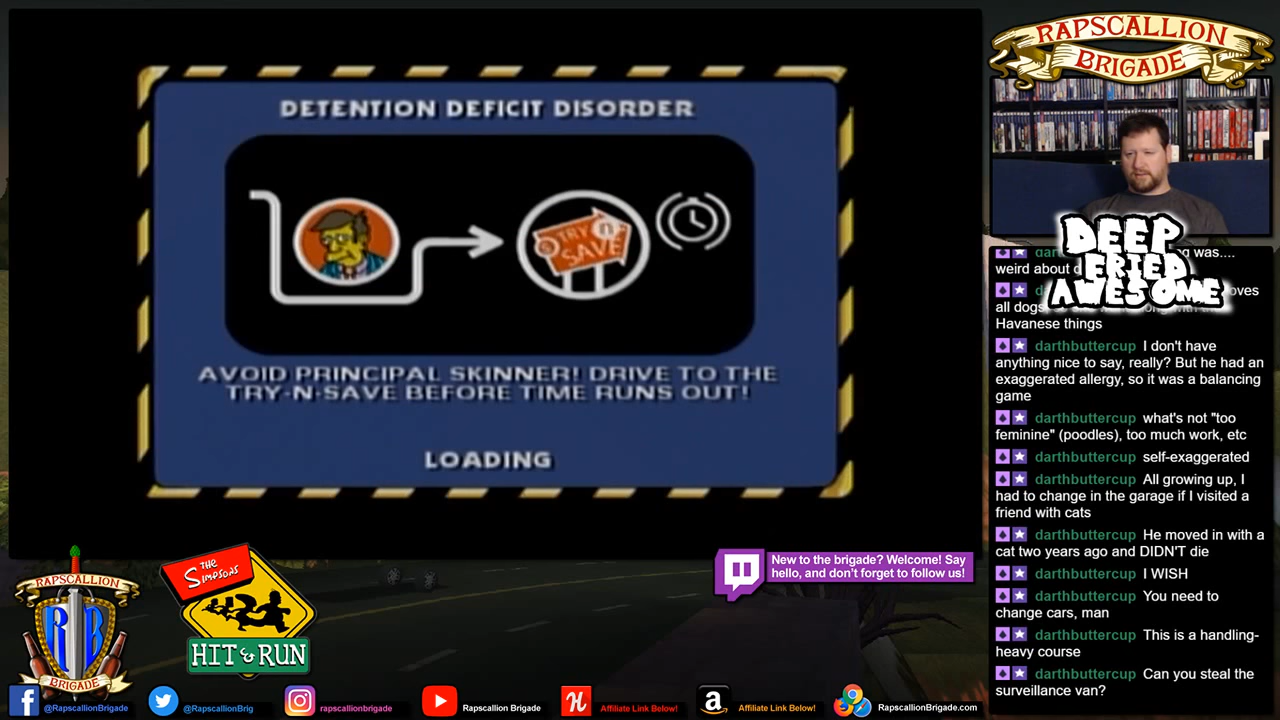 DETENTION DEFICIT DISORDER
TRY
n
SAVE
AVOID PRINCIPAL SKINNER! DRIVE TO THE
TRY-N-SAVE BEFORE TIME RUNS OUT!
LOADING
RAPSCALLION
BRIGADE
DEEP
FRIED
AWESOME
was....
weird about
all dogs
Havanese things
darthbuttercup I don't have
anything nice to say, really? But he had an
exaggerated allergy, so it was a balancing
game
darthbuttercup what's not "too
feminine" (poodles), too much work, etc
darthbuttercup self-exaggerated
darthbuttercup All growing up, I
had to change in the garage if I visited a
friend with cats
darthbuttercup He moved in with a
cat two years ago and DIDN'T die
darthbuttercup I WISH
darthbuttercup You need to
change cars, man
darthbuttercup This is a handling-
heavy course
darthbuttercup Can you steal the
surveillance van?
New to the brigade? Welcome! Say
hello, and don't forget to follow us!
RAPSCALLION
R B
BRIGADE
THE
Simpsons
HIT & RUN
@RapscallionBrigade
@RapscallionBrig
rapscallionbrigade
Rapscallion Brigade
Affiliate Link Below!
Affiliate Link Below!
RapscallionBrigade.com